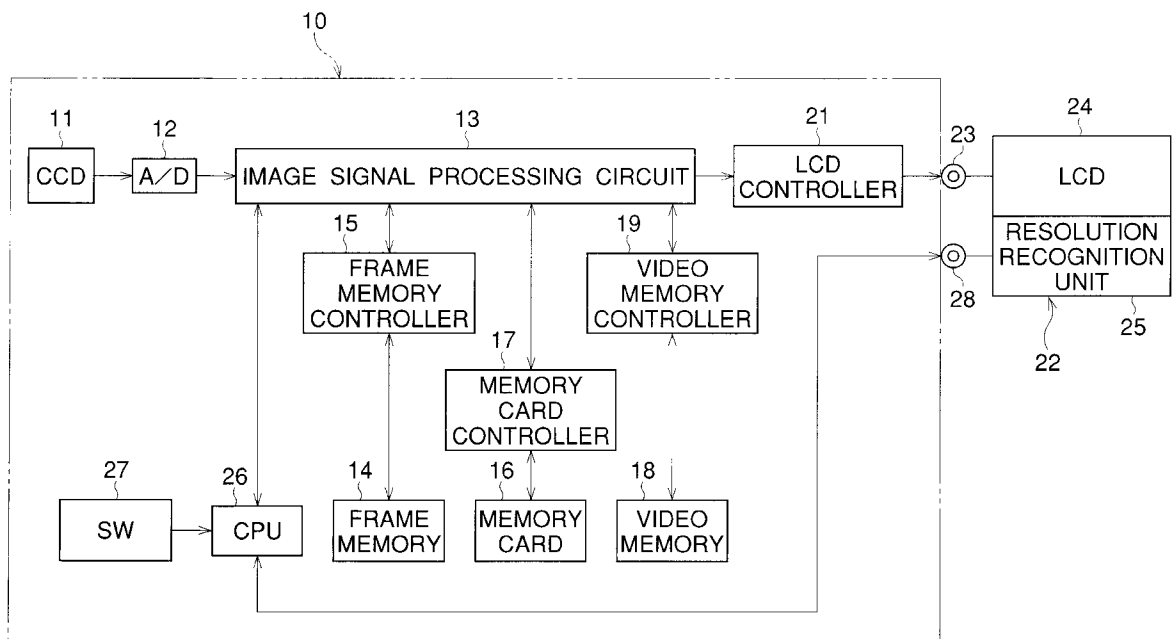 10
11
12
13
21
23
24
CCD
A/D
IMAGE SIGNAL PROCESSING CIRCUIT
LCD
CONTROLLER
LCD
15
FRAME
MEMORY
CONTROLLER
19
VIDEO
MEMORY
CONTROLLER
28
RESOLUTION
RECOGNITION
UNIT
25
22
17
MEMORY
CARD
CONTROLLER
27
SW
26
CPU
14
FRAME
MEMORY
16
MEMORY
CARD
18
VIDEO
MEMORY